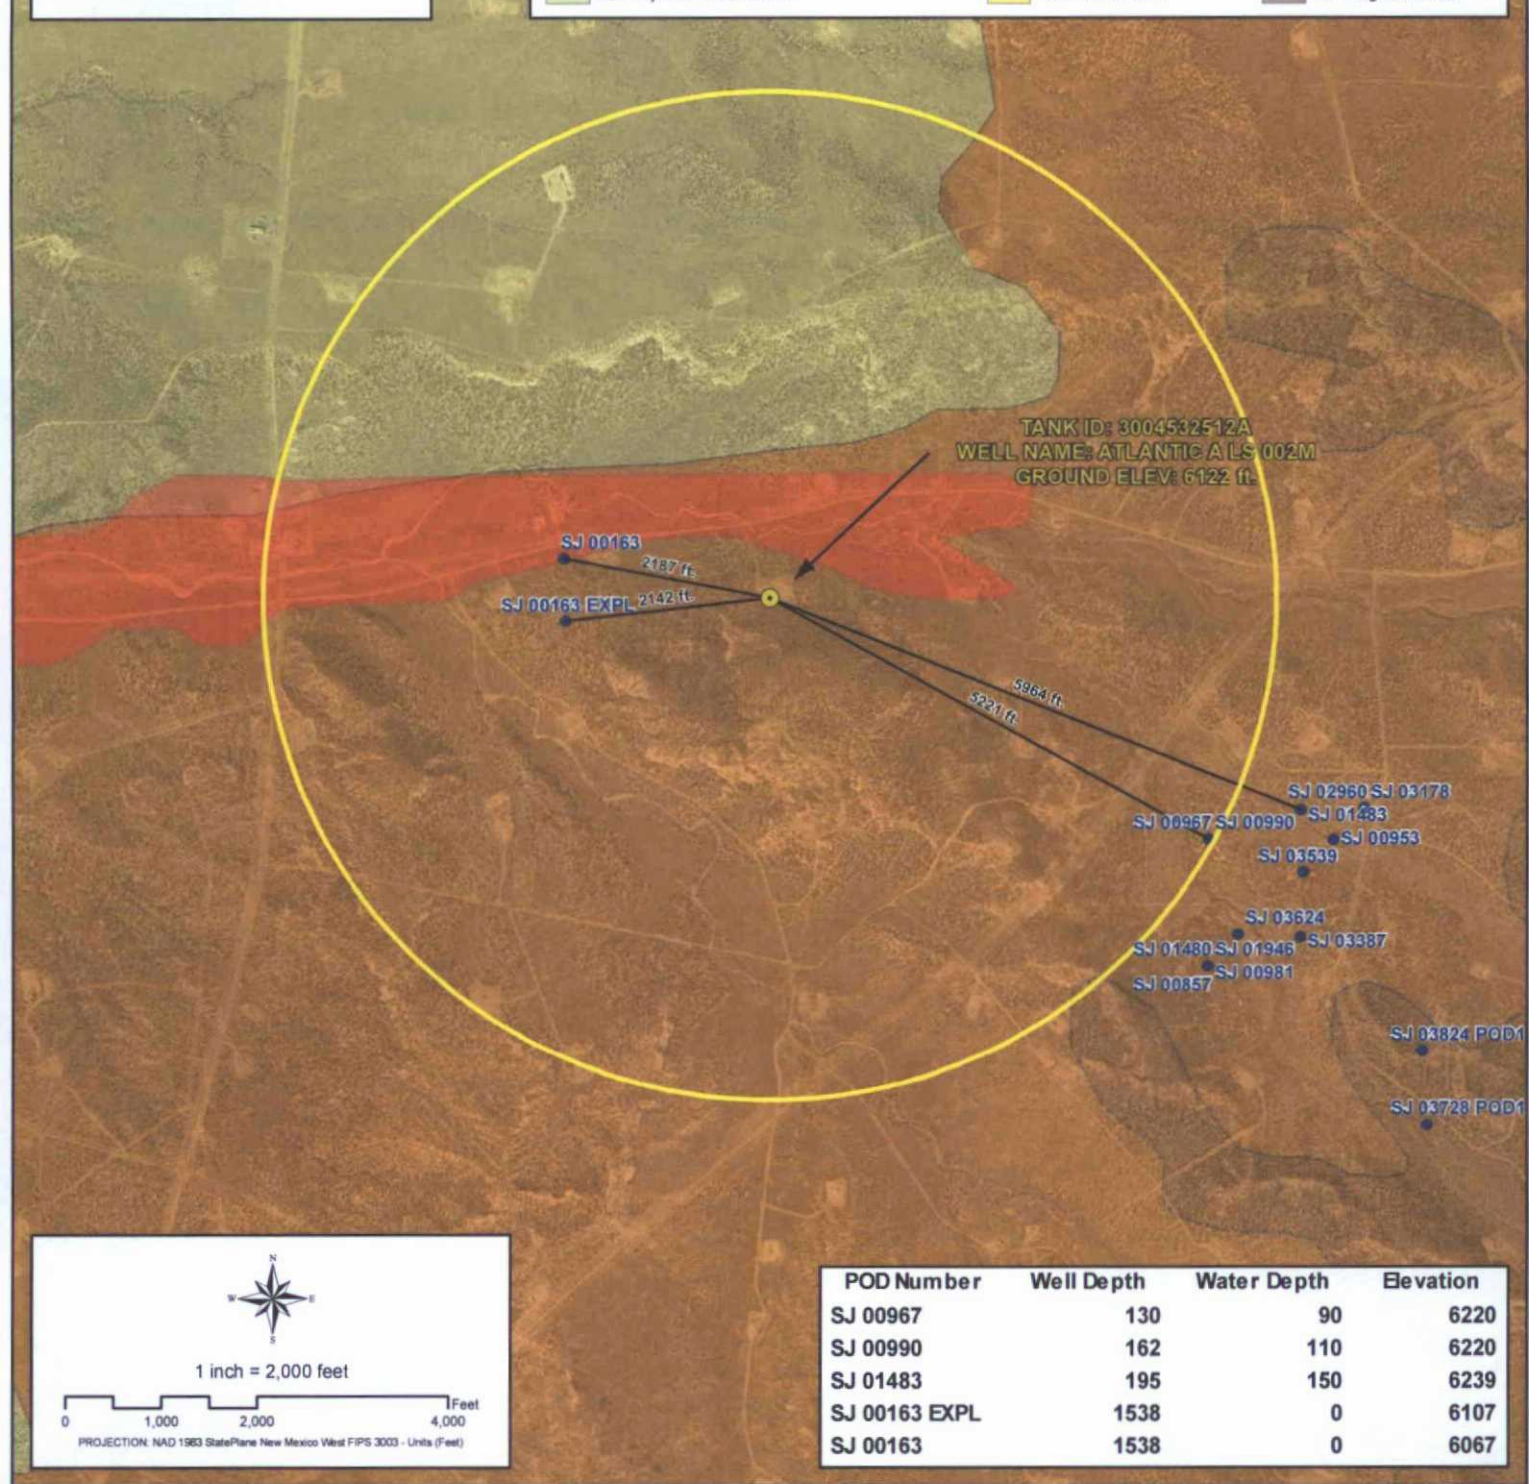 TANK ID: 3004532512A
WELL NAME: ATLANTIC A LS 002M
GROUND ELEV: 6122 ft.
SJ 00163
2187 ft.
SJ 00163 EXPL
2142 ft.
5964 ft.
5221 ft.
SJ 02960 SJ 03178
SJ 01483
SJ 00967 SJ 00990
SJ 00953
SJ 03539
SJ 03624
SJ 03387
SJ 01480 SJ 01946
SJ 00981
SJ 00857
SJ 03824 POD1
SJ 03728 POD1
N
W E
S
1 inch = 2,000 feet
Feet
0 1,000 2,000 4,000
PROJECTION: NAD 1983 StatePlane New Mexico West FIPS 3003 - Units (Feet)
POD Number Well Depth Water Depth Elevation
SJ 00967 130 90 6220
SJ 00990 162 110 6220
SJ 01483 195 150 6239
SJ 00163 EXPL 1538 0 6107
SJ 00163 1538 0 6067